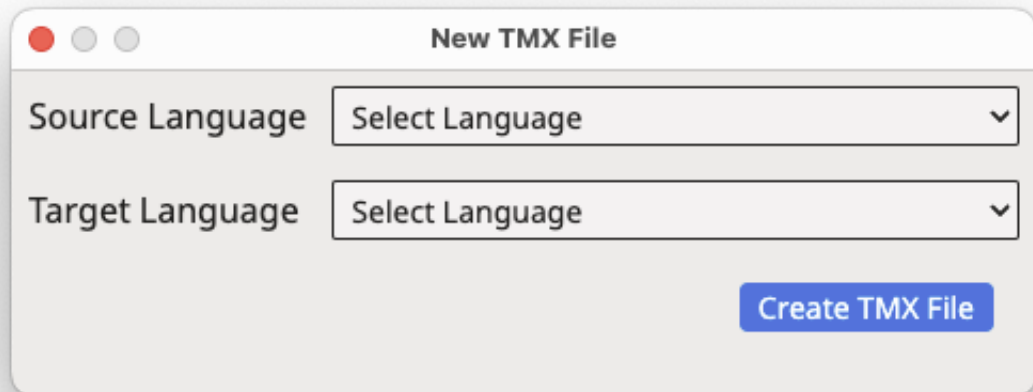 New TMX File
Source Language Select Language
Target Language Select Language
Create TMX File